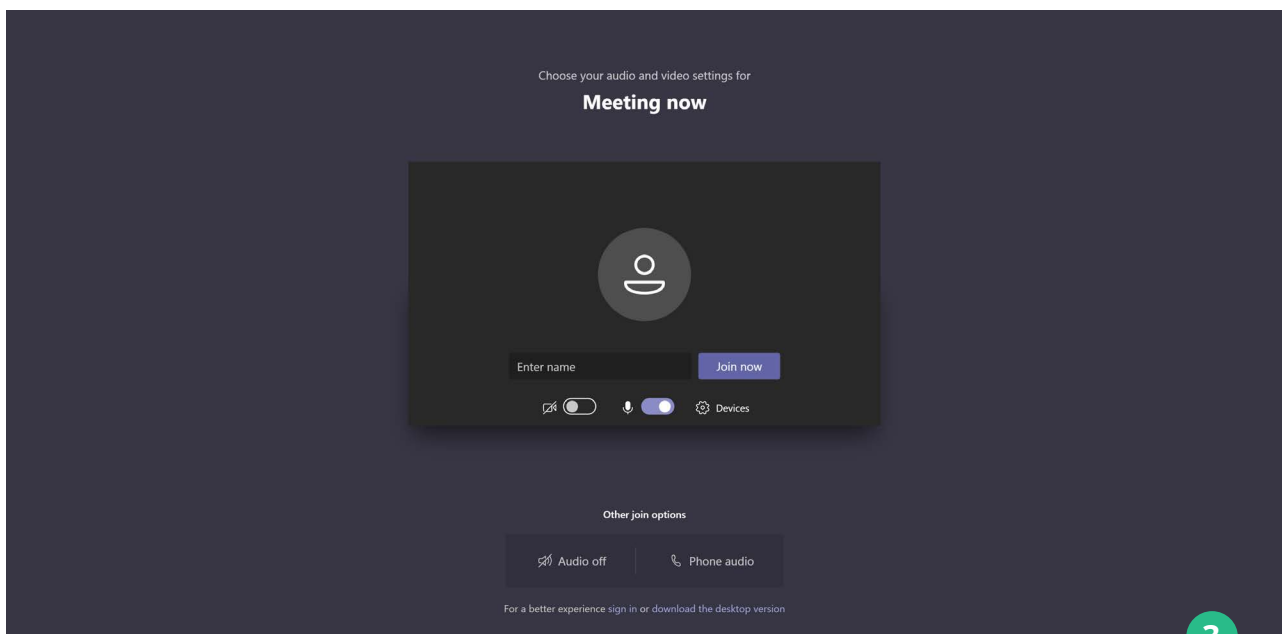 Choose your audio and video settings for
Meeting now
Enter name
Join now
Devices
Other join options
Audio off
Phone audio
For a better experience sign in or download the desktop version